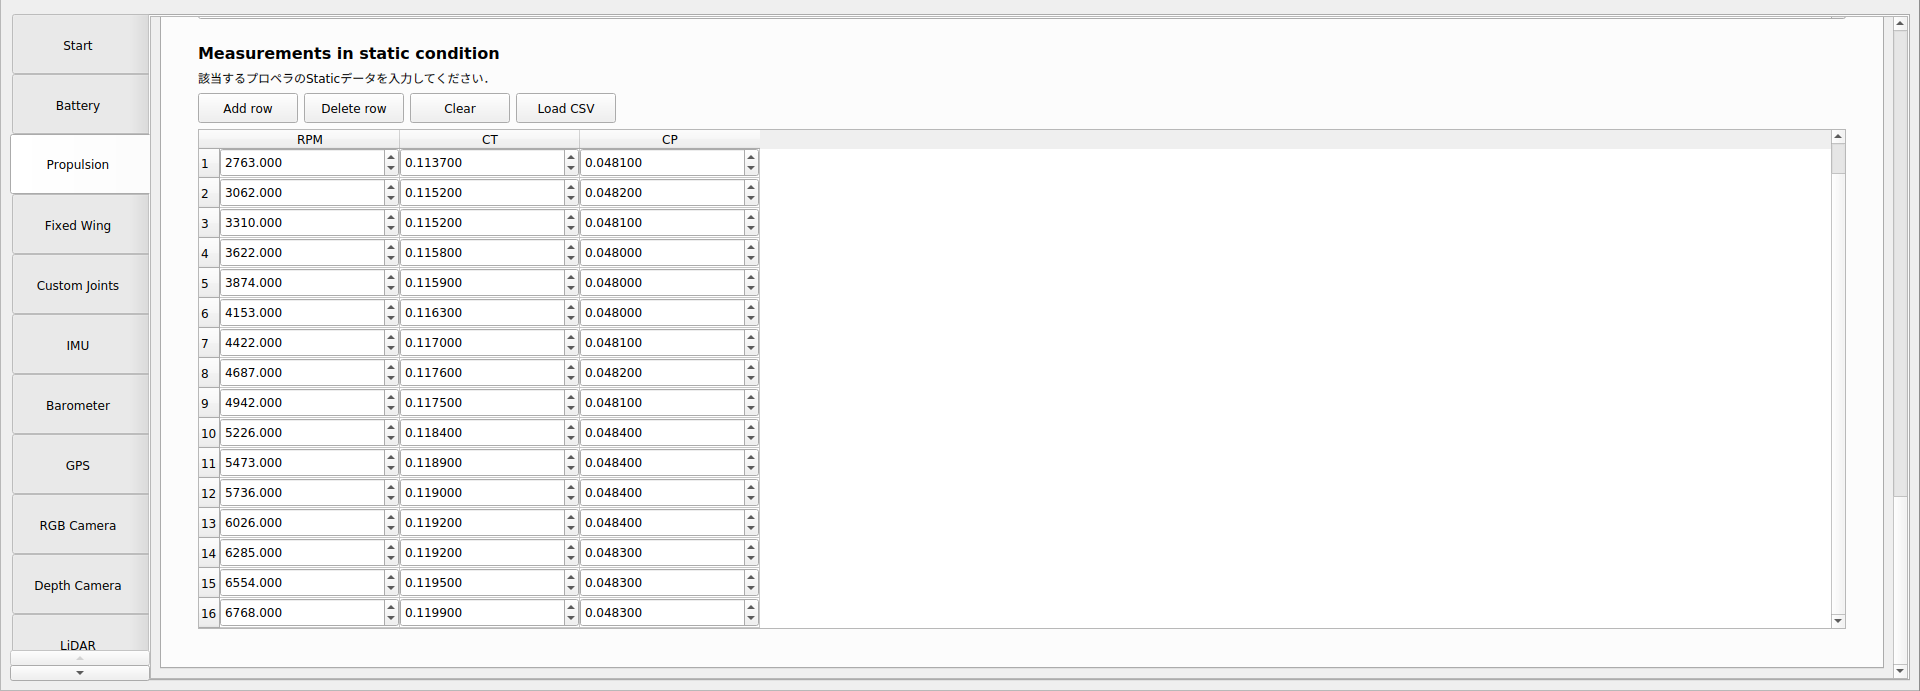 Start
Battery
Propulsion
Fixed Wing
Custom Joints
IMU
Barometer
GPS
RGB Camera
Depth Camera
LiDAR
Measurements in static condition
該当するプロペラのStaticデータを入力してください．
Add row Delete row Clear Load CSV
RPM CT CP
1 2763.000 0.113700 0.048100
2 3062.000 0.115200 0.048200
3 3310.000 0.115200 0.048100
4 3622.000 0.115800 0.048000
5 3874.000 0.115900 0.048000
6 4153.000 0.116300 0.048000
7 4422.000 0.117000 0.048100
8 4687.000 0.117600 0.048200
9 4942.000 0.117500 0.048100
10 5226.000 0.118400 0.048400
11 5473.000 0.118900 0.048400
12 5736.000 0.119000 0.048400
13 6026.000 0.119200 0.048400
14 6285.000 0.119200 0.048300
15 6554.000 0.119500 0.048300
16 6768.000 0.119900 0.048300